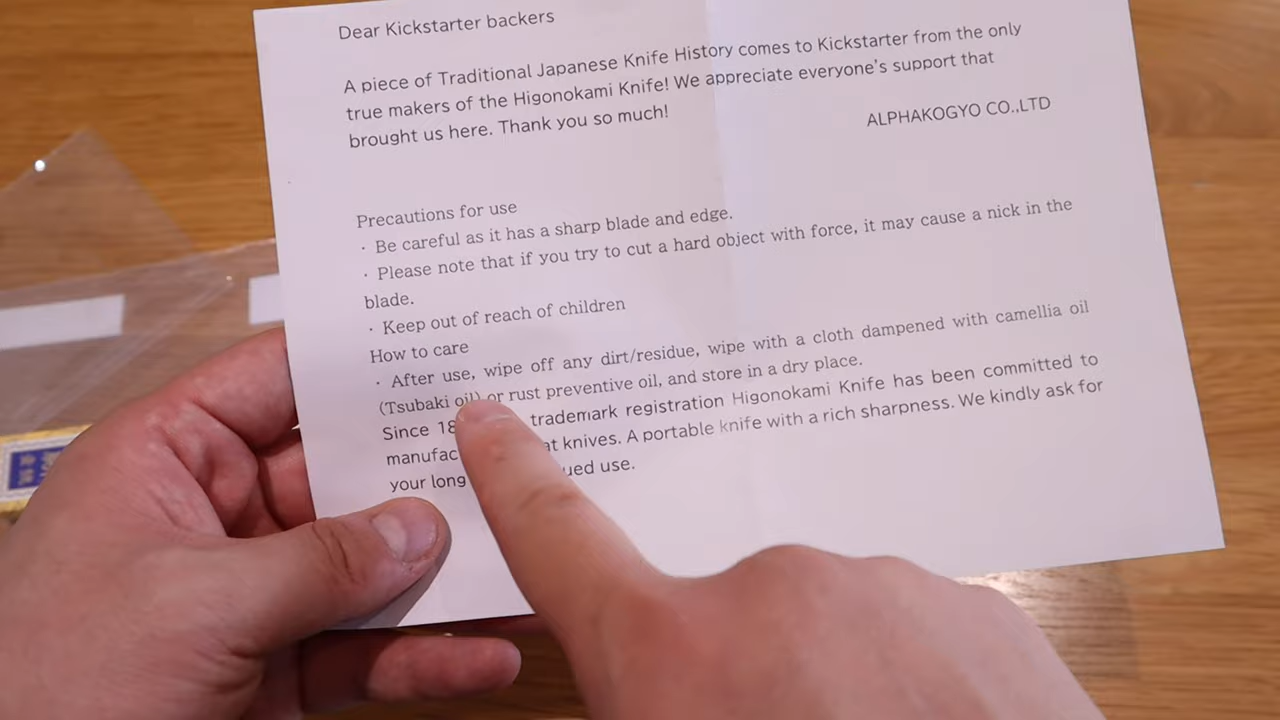 Dear Kickstarter backers
A piece of Traditional Japanese Knife History comes to Kickstarter from the only
true makers of the Higonokami Knife! We appreciate everyone's support that
brought us here. Thank you so much!
ALPHAKOGYO CO.,LTD
Precautions for use
· Be careful as it has a sharp blade and edge.
· Please note that if you try to cut a hard object with force, it may cause a nick in the
blade.
· Keep out of reach of children
How to care
· After use, wipe off any dirt/residue, wipe with a cloth dampened with camellia oil
(Tsubaki oil) or rust preventive oil, and store in a dry place.
Since trademark registration Higonokami Knife has been committed to
knives. A portable knife with a rich sharpness. We kindly ask for
your long use.